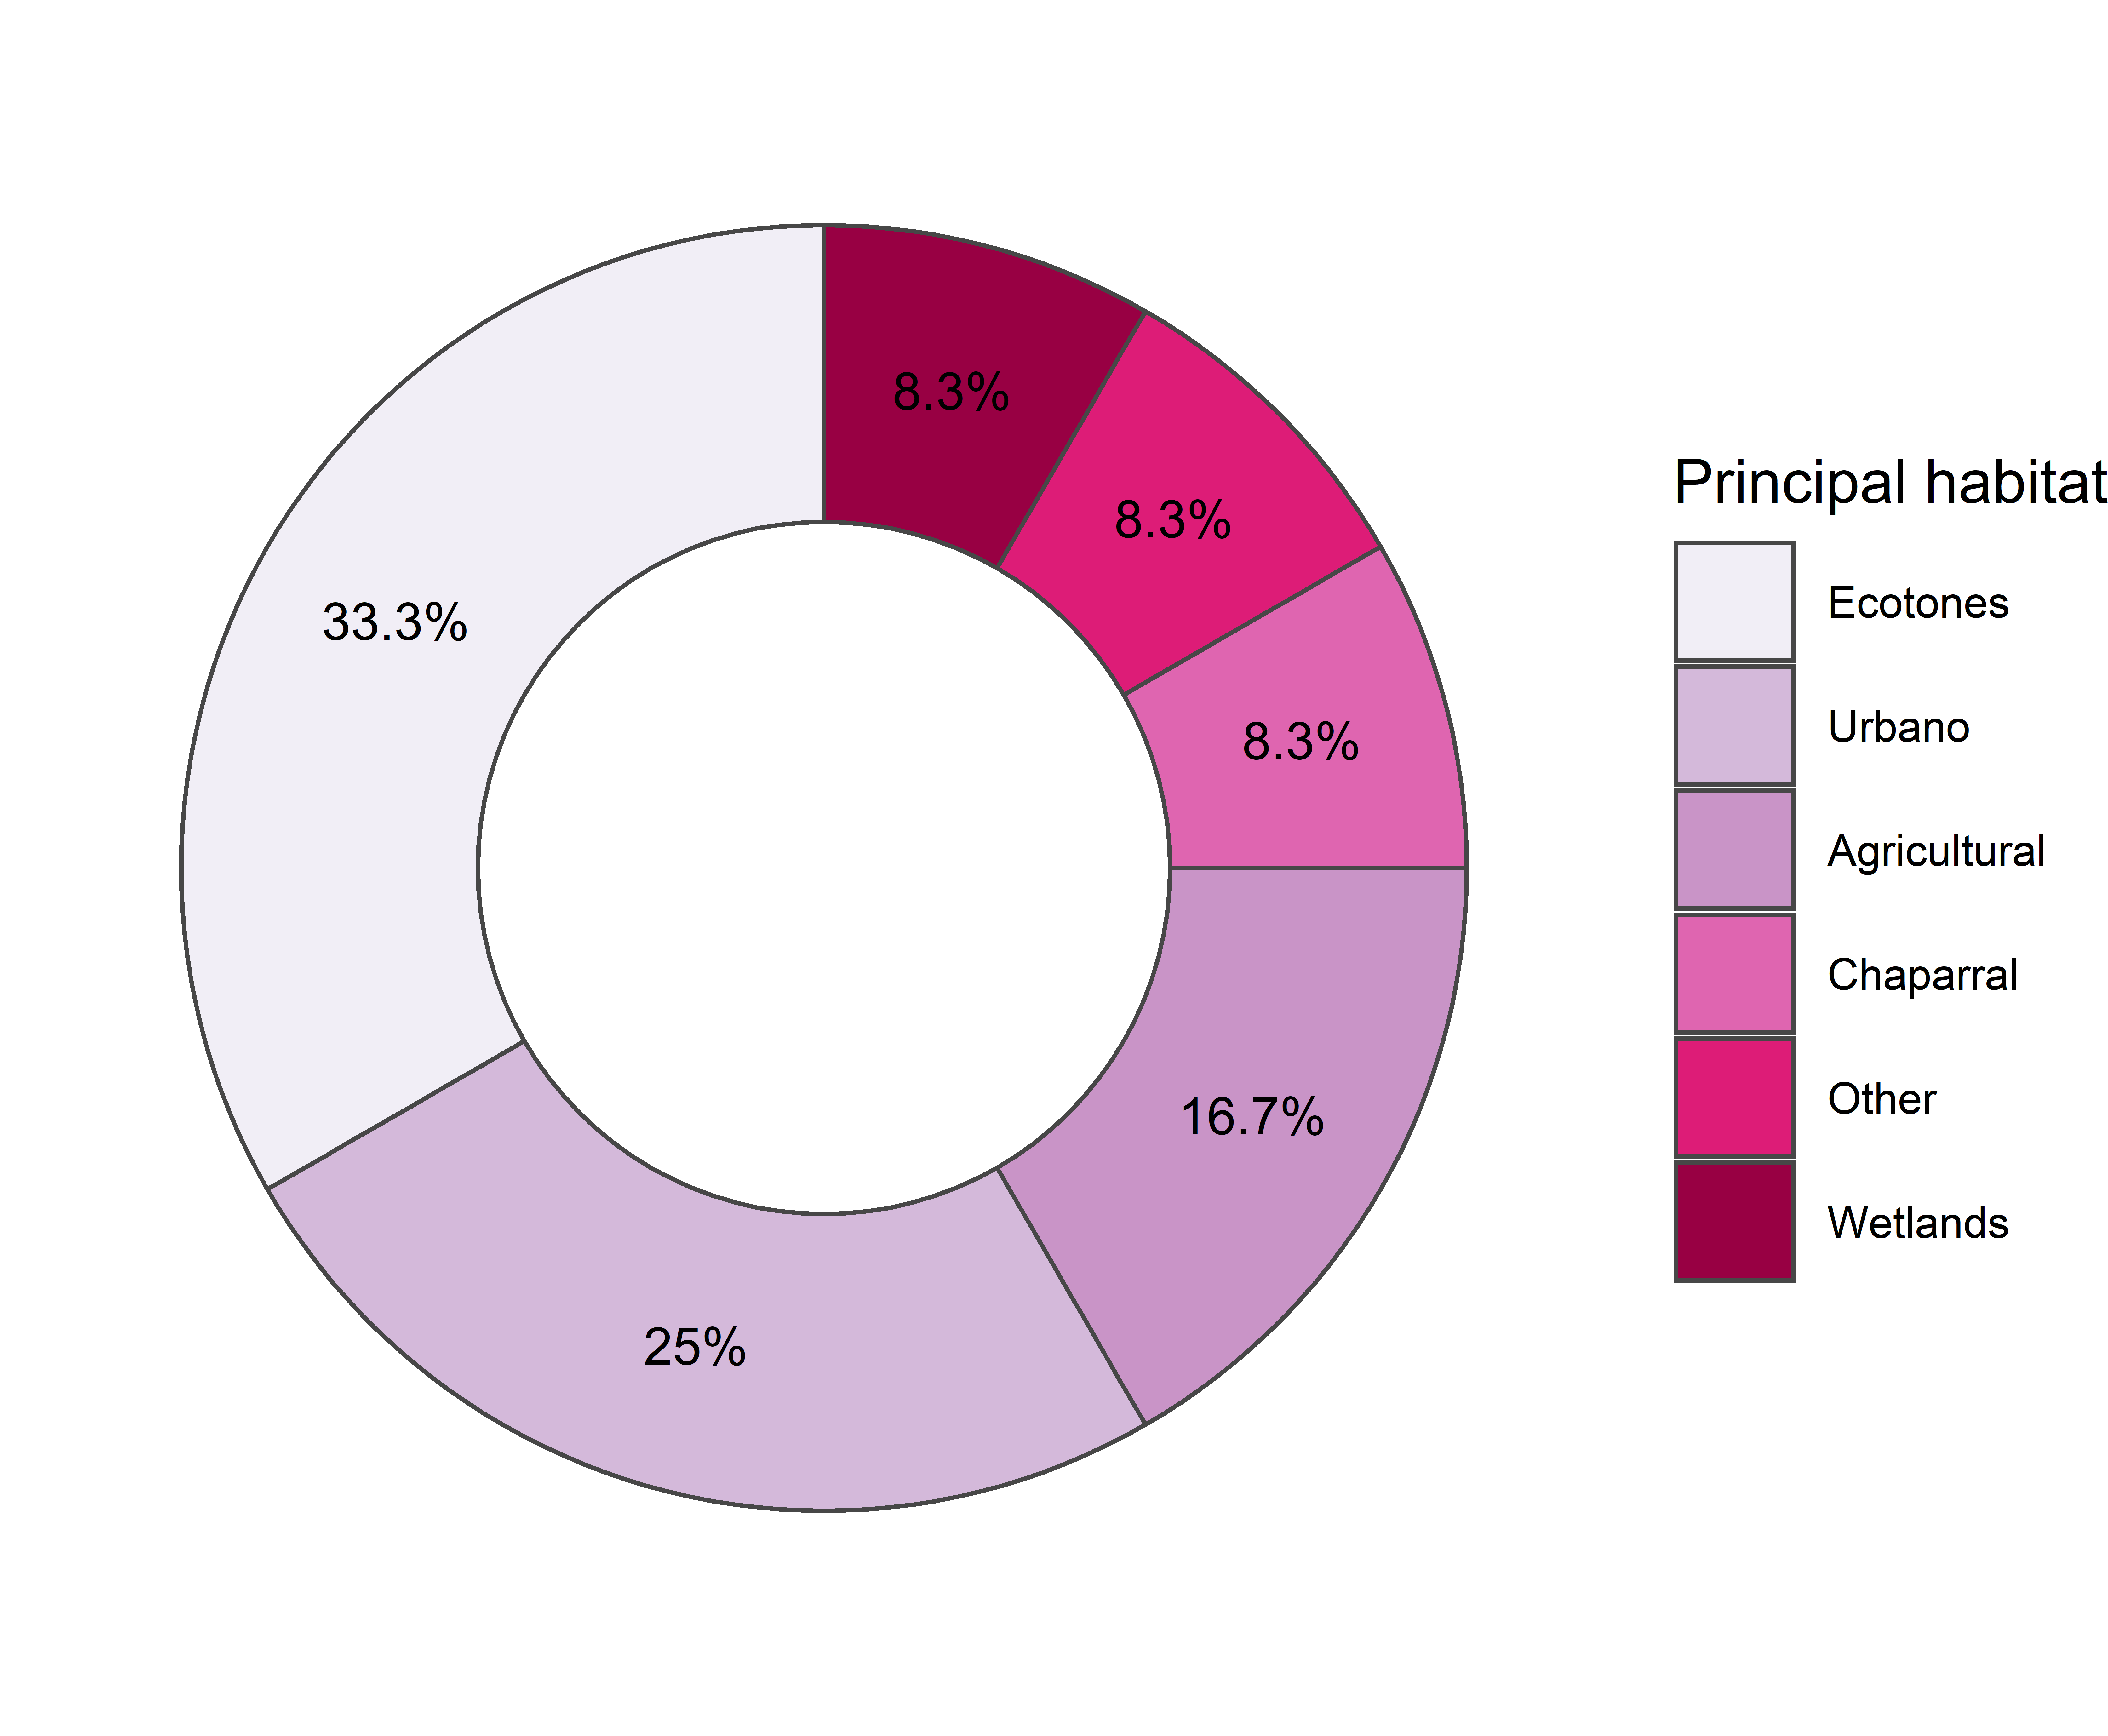 8.3%
8.3%
33.3%
8.3%
16.7%
25%
Principal habitat
Ecotones
Urbano
Agricultural
Chaparral
Other
Wetlands